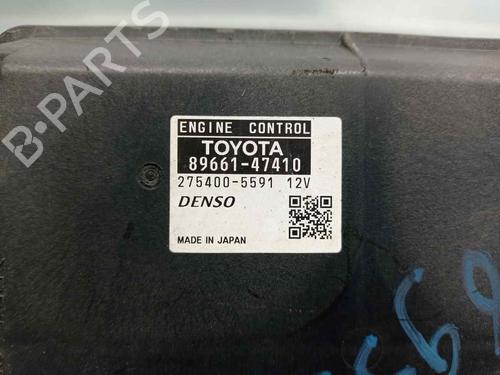 B-PARTS
ENGINE CONTROL
TOYOTA
89661-47410
275400-5591 12V
DENSO
MADE IN JAPAN